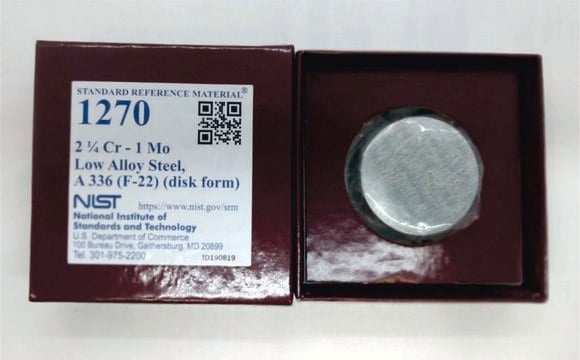 STANDARD REFERENCE MATERIAL®
1270
2 ¼ Cr - 1 Mo
Low Alloy Steel,
A 336 (F-22) (disk form)
NIST https://www.nist.gov/srm
National Institute of
Standards and Technology
U.S. Department of Commerce
100 Bureau Drive, Gaithersburg, MD 20899
Tel. 301-975-2200 ID190819